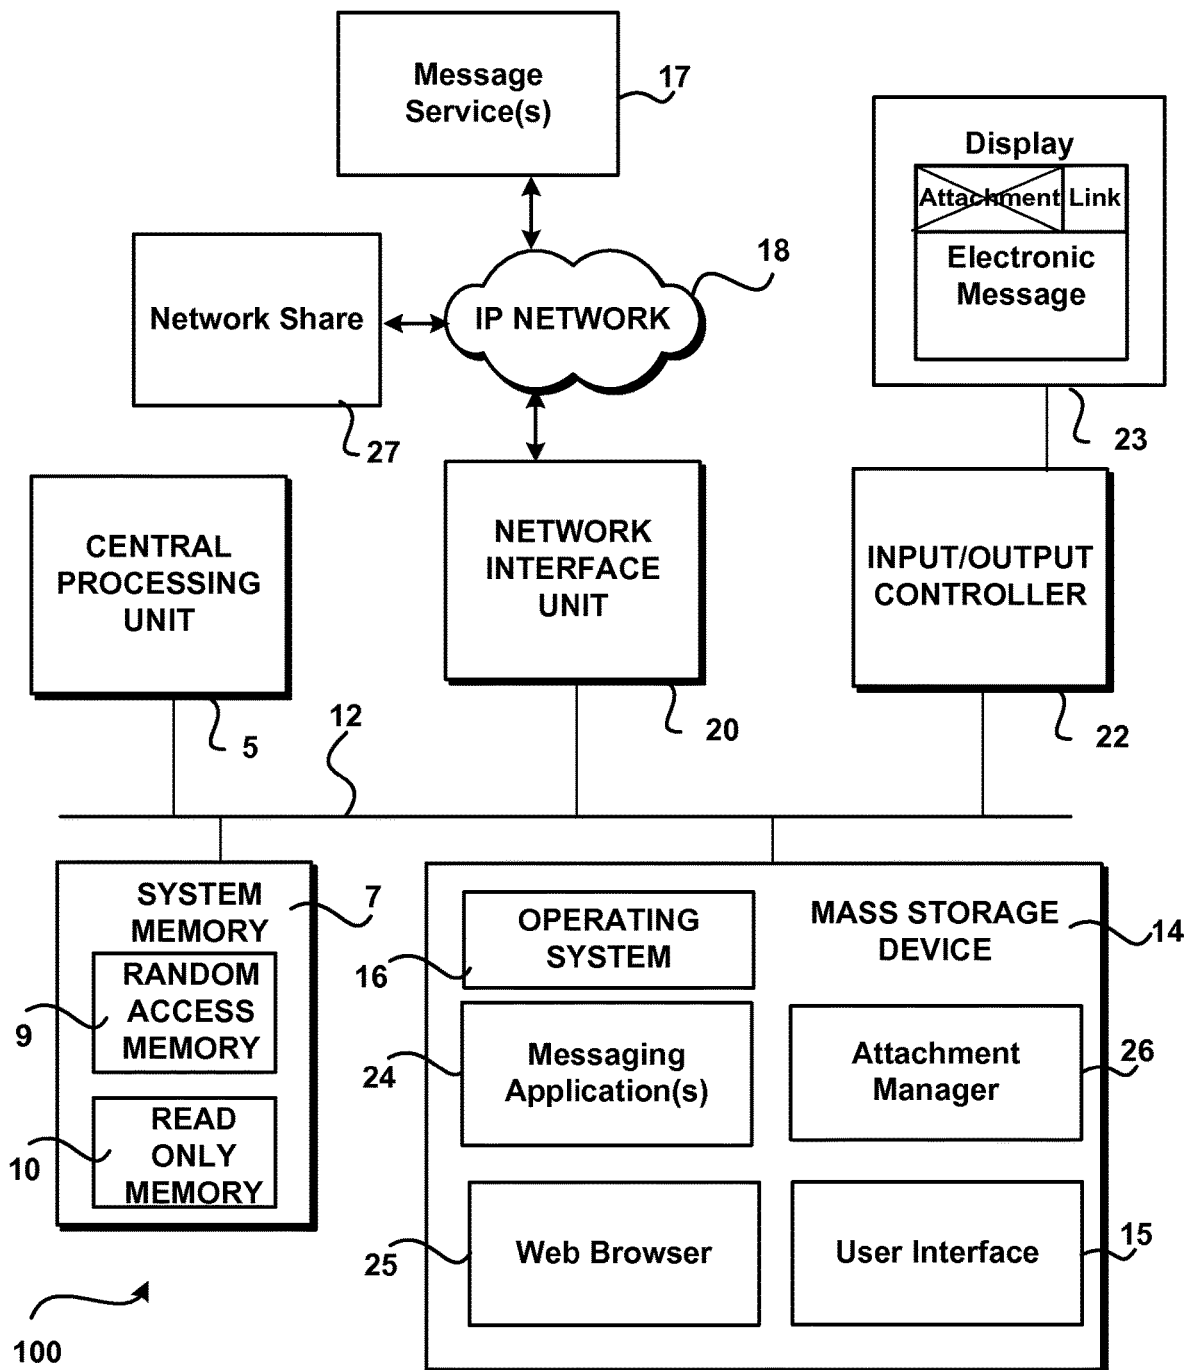 Message
Service(s)
17
Display
Attachment Link
Electronic
Message
23
18
IP NETWORK
Network Share
27
CENTRAL
PROCESSING
UNIT
5
NETWORK
INTERFACE
UNIT
20
INPUT/OUTPUT
CONTROLLER
22
12
SYSTEM
MEMORY
7
RANDOM
ACCESS
MEMORY
9
READ
ONLY
MEMORY
10
OPERATING
SYSTEM
16
MASS STORAGE
DEVICE
14
Messaging
Application(s)
24
Attachment
Manager
26
Web Browser
25
User Interface
15
100